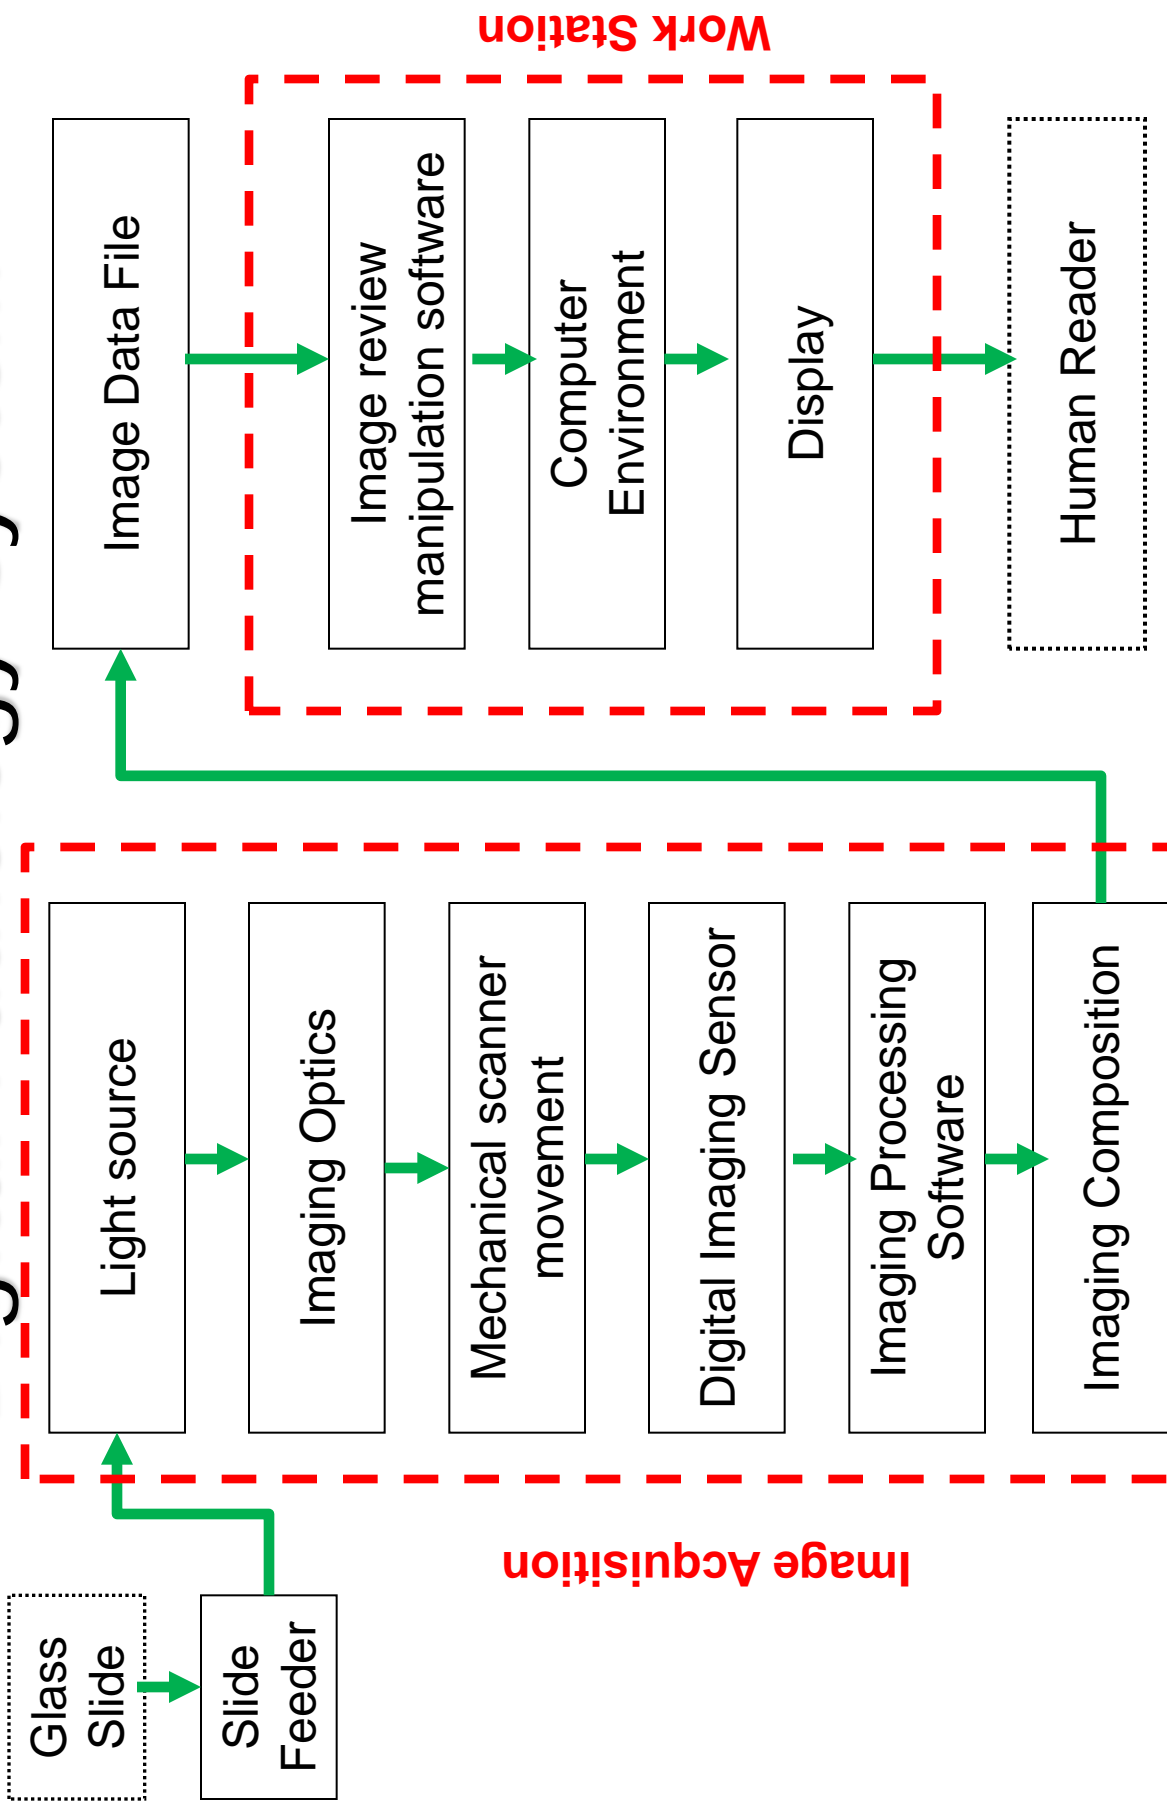 Glass
Slide
Slide
Feeder
Image Acquisition
Light source
Imaging Optics
Mechanical scanner
movement
Digital Imaging Sensor
Imaging Processing
Software
Imaging Composition
Image Data File
Work Station
Image review
manipulation software
Computer
Environment
Display
Human Reader